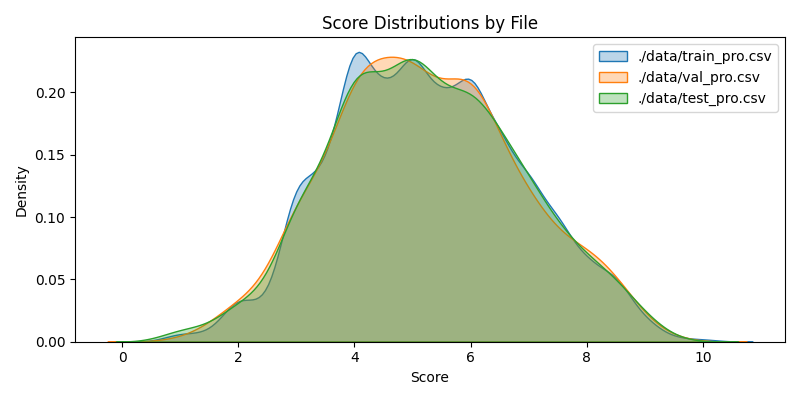 Score Distributions by File
./data/train_pro.csv
./data/val_pro.csv
./data/test_pro.csv
Density
0.20
0.15
0.10
0.05
0.00
0 2 4 6 8 10
Score